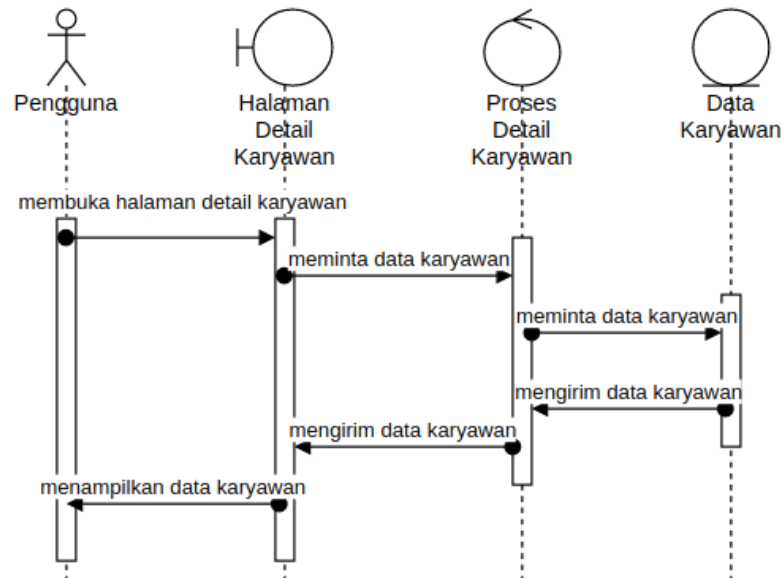 Pengguna
Halaman
Detail
Karyawan
Proses
Detail
Karyawan
Data
Karyawan
membuka halaman detail karyawan
meminta data karyawan
meminta data karyawan
mengirim data karyawan
mengirim data karyawan
menampilkan data karyawan